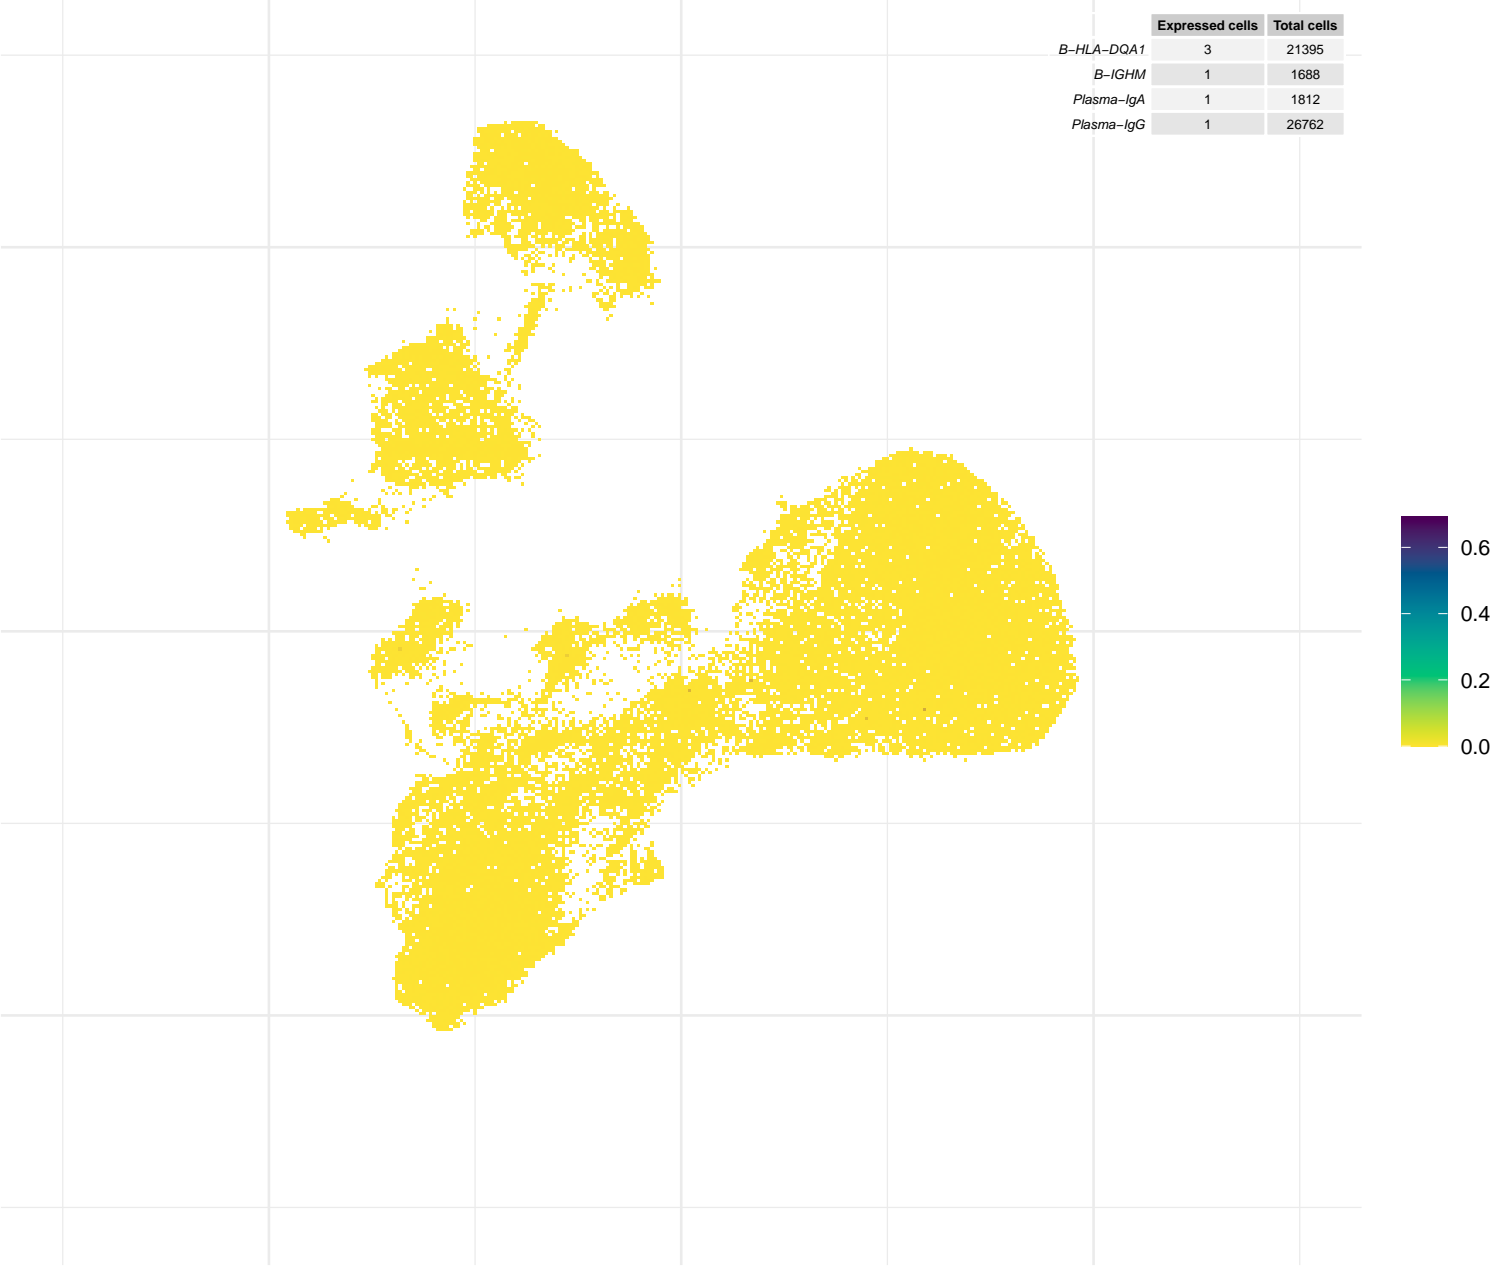 Expressed cells Total cells
B−HLA−DQA1 3 21395
B−IGHM 1 1688
Plasma−IgA 1 1812
Plasma−IgG 1 26762
0.6
0.4
0.2
0.0